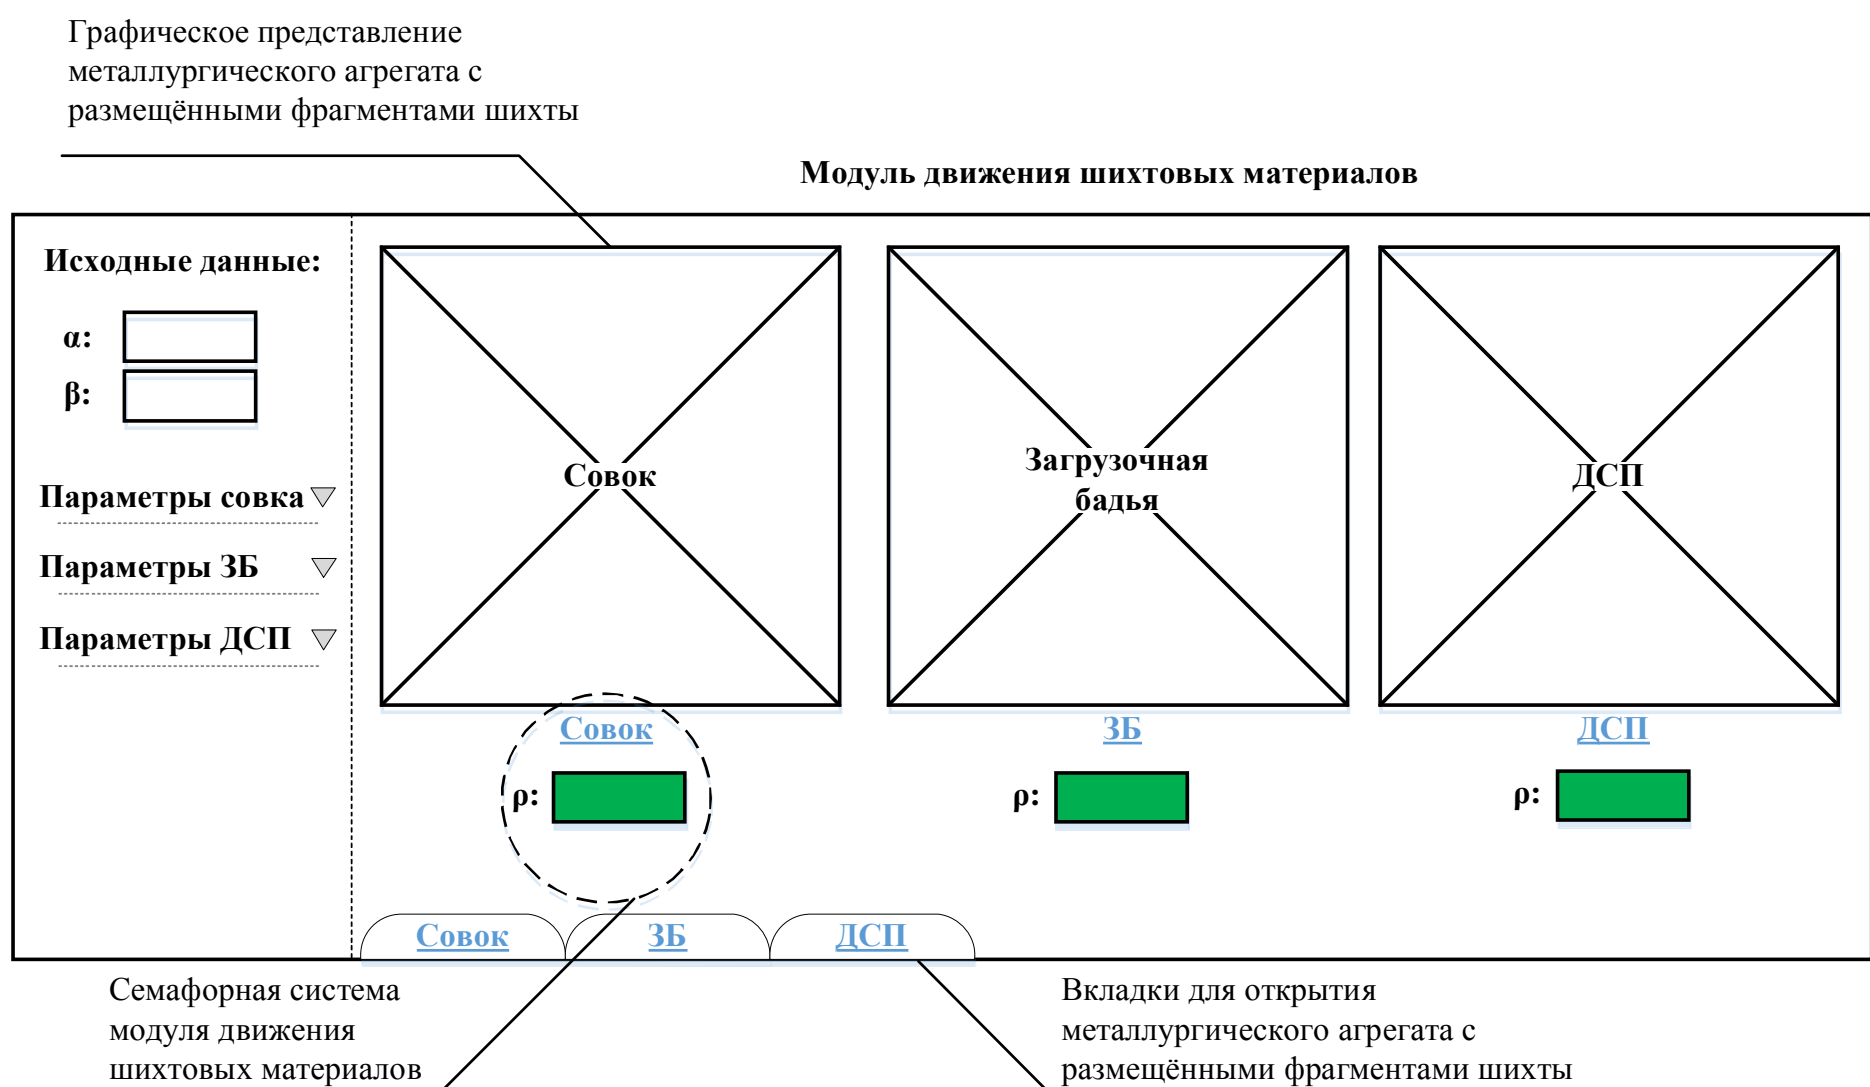 Графическое представление
металлургического агрегата с
размещёнными фрагментами шихты
Модуль движения шихтовых материалов
Исходные данные:
α:
β:
Параметры совка
Параметры ЗБ
Параметры ДСП
Совок
Загрузочная
бадья
ДСП
Совок
ЗБ
ДСП
ρ:
ρ:
ρ:
Совок
ЗБ
ДСП
Семафорная система
модуля движения
шихтовых материалов
Вкладки для открытия
металлургического агрегата с
размещёнными фрагментами шихты